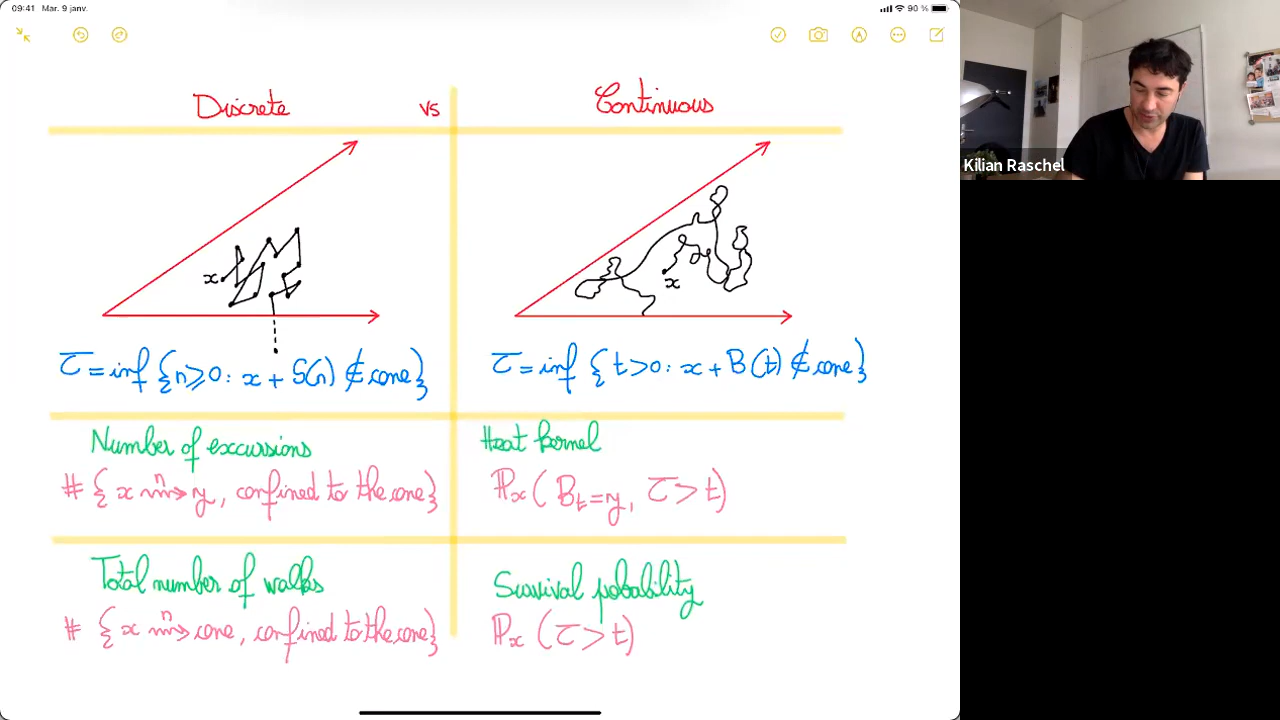 09:41 Mar. 9 janv.
90 %
Discrete vs Continuous
x
x
τ = inf {n ⩾ 0 : x + S(n) ∉ cone}
τ = inf {t > 0 : x + B(t) ∉ cone}
Number of excursions
Heat kernel
# {x ⇝ⁿ y, confined to the cone}
ℙₓ(B_t = y, τ > t)
Total number of walks
Survival probability
# {x ⇝ⁿ cone, confined to the cone}
ℙₓ(τ > t)
Kilian Raschel